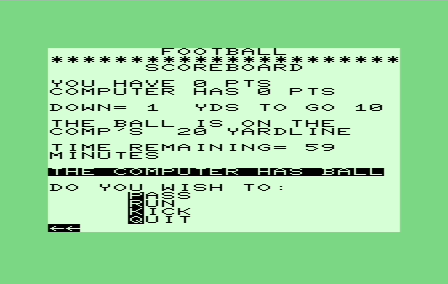 FOOTBALL
**********************
SCOREBOARD
YOU HAVE 0 PTS
COMPUTER HAS 0 PTS
DOWN= 1 YDS TO GO 10
THE BALL IS ON THE
COMP'S 20 YARDLINE
TIME REMAINING= 59
MINUTES
THE COMPUTER HAS BALL
DO YOU WISH TO:
PASS
RUN
KICK
QUIT
←←